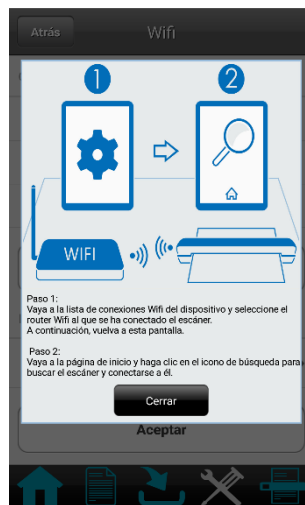 Atrás
Wifi
1
2
WIFI
Paso 1:
Vaya a la lista de conexiones Wifi del dispositivo y seleccione el
router Wifi al que se ha conectado el escáner.
A continuación, vuelva a esta pantalla.
Paso 2:
Vaya a la página de inicio y haga clic en el icono de búsqueda para
buscar el escáner y conectarse a él.
Cerrar
Aceptar